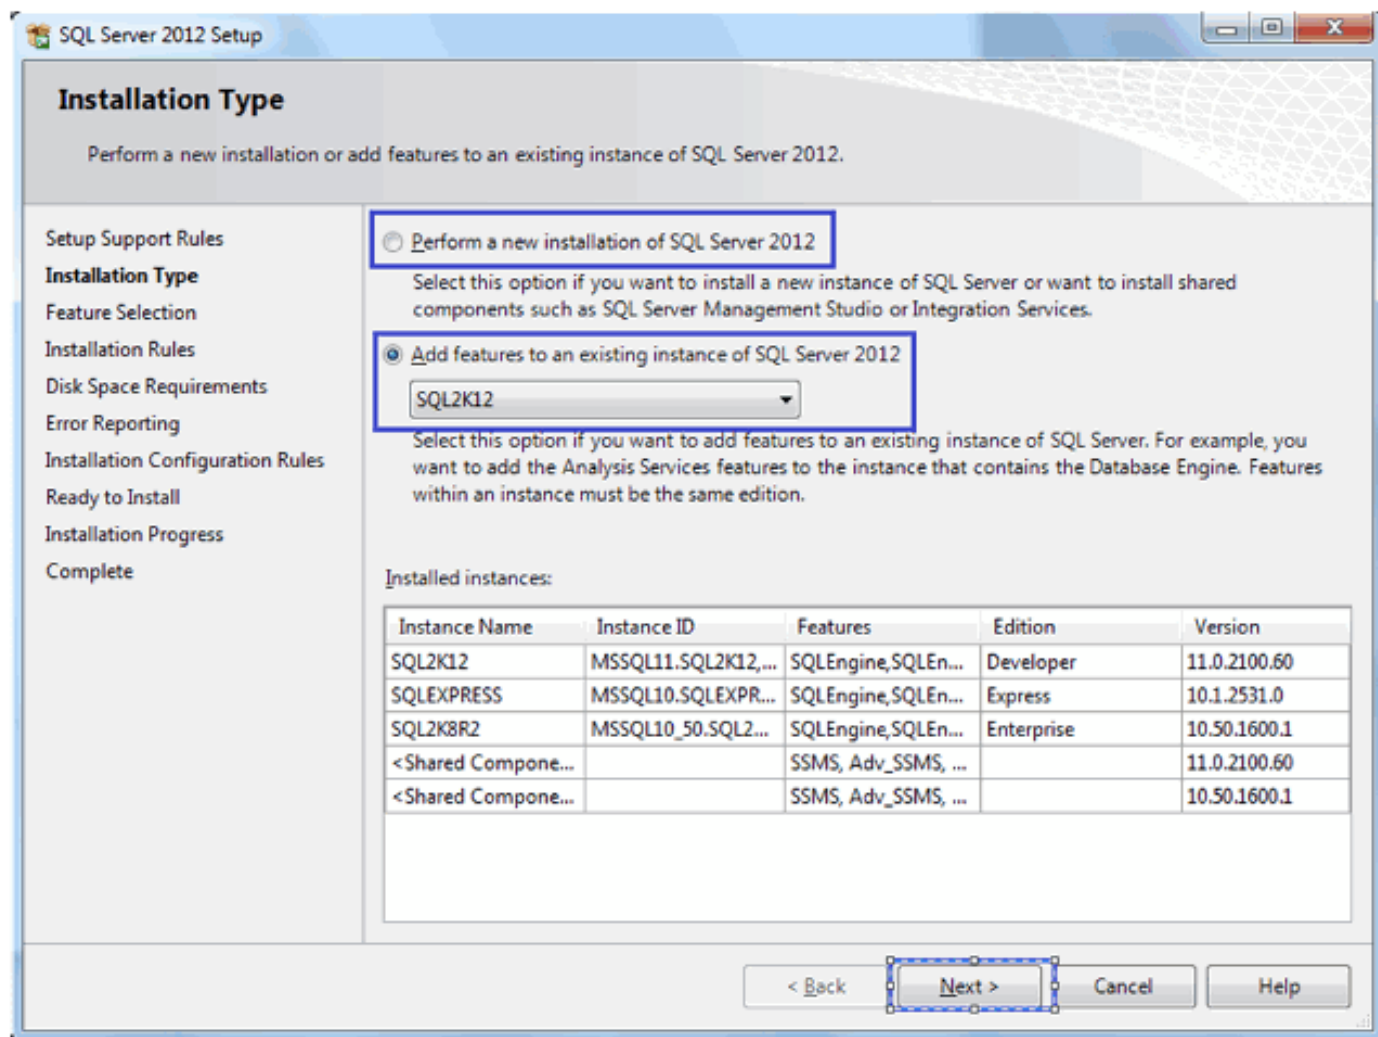 SQL Server 2012 Setup
Installation Type
Perform a new installation or add features to an existing instance of SQL Server 2012.
Setup Support Rules
Installation Type
Feature Selection
Installation Rules
Disk Space Requirements
Error Reporting
Installation Configuration Rules
Ready to Install
Installation Progress
Complete
Perform a new installation of SQL Server 2012
Select this option if you want to install a new instance of SQL Server or want to install shared
components such as SQL Server Management Studio or Integration Services.
Add features to an existing instance of SQL Server 2012
SQL2K12
Select this option if you want to add features to an existing instance of SQL Server. For example, you
want to add the Analysis Services features to the instance that contains the Database Engine. Features
within an instance must be the same edition.
Installed instances:
Instance Name Instance ID Features Edition Version
SQL2K12 MSSQL11.SQL2K12,... SQLEngine,SQLEn... Developer 11.0.2100.60
SQLEXPRESS MSSQL10.SQLEXPR... SQLEngine,SQLEn... Express 10.1.2531.0
SQL2K8R2 MSSQL10_50.SQL2... SQLEngine,SQLEn... Enterprise 10.50.1600.1
<Shared Compone... SSMS, Adv_SSMS, ... 11.0.2100.60
<Shared Compone... SSMS, Adv_SSMS, ... 10.50.1600.1
< Back Next > Cancel Help